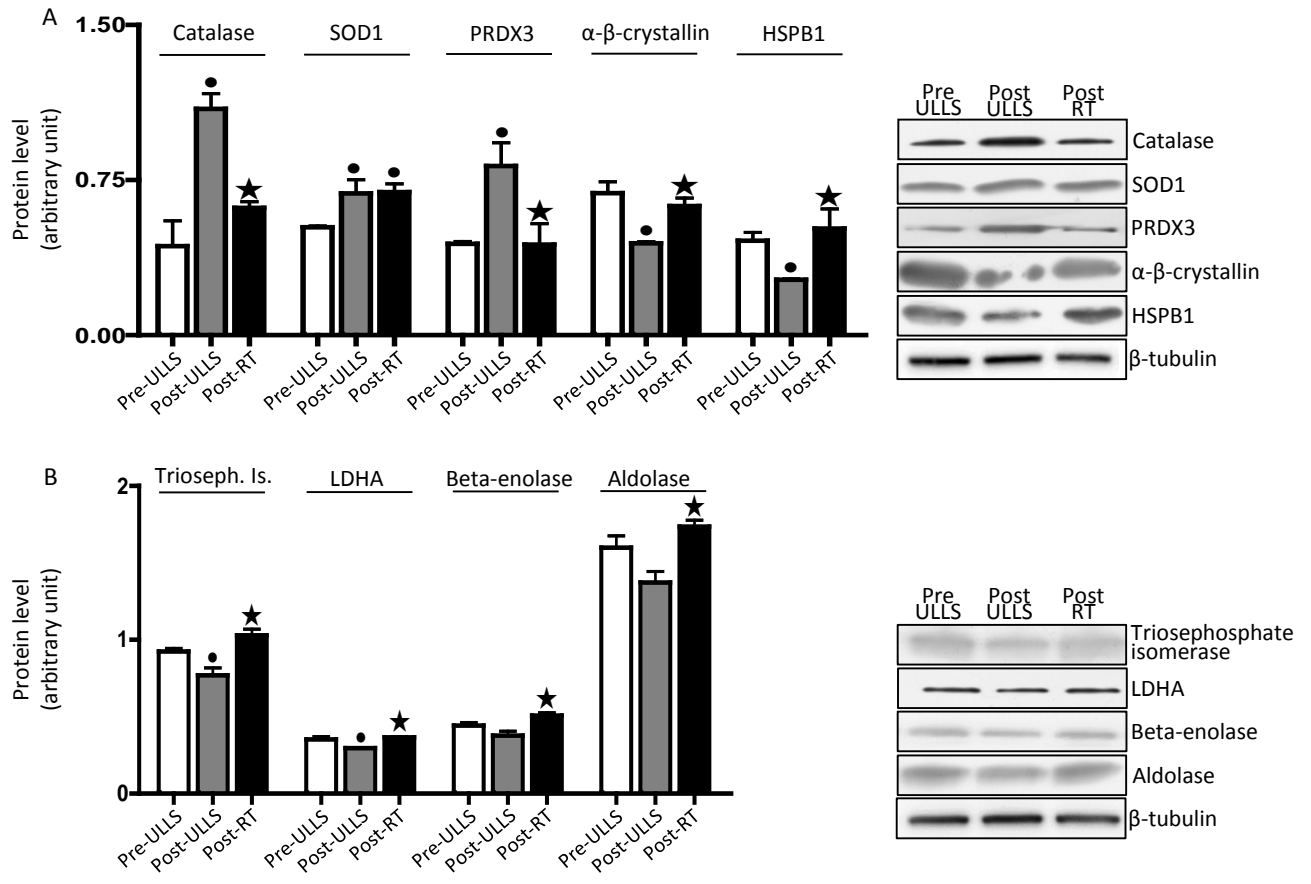 A
1.50
0.75
0.00
Protein level
(arbitrary unit)
Catalase SOD1 PRDX3 α-β-crystallin HSPB1
Pre-ULLS Post-ULLS Post-RT Pre-ULLS Post-ULLS Post-RT Pre-ULLS Post-ULLS Post-RT Pre-ULLS Post-ULLS Post-RT Pre-ULLS Post-ULLS Post-RT
Pre Post Post
ULLS ULLS RT
Catalase
SOD1
PRDX3
α-β-crystallin
HSPB1
β-tubulin
B
2
1
0
Protein level
(arbitrary unit)
Trioseph. Is. LDHA Beta-enolase Aldolase
Pre-ULLS Post-ULLS Post-RT Pre-ULLS Post-ULLS Post-RT Pre-ULLS Post-ULLS Post-RT Pre-ULLS Post-ULLS Post-RT
Pre Post Post
ULLS ULLS RT
Triosephosphate
isomerase
LDHA
Beta-enolase
Aldolase
β-tubulin